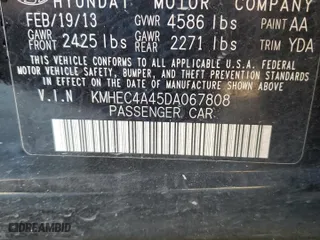 HYUNDAI MOTOR COMPANY
FEB/19/13 GVWR 4586 lbs PAINT AA
GAWR FRT 2425 lbs GAWR RR 2271 lbs TRIM YDA
THIS VEHICLE CONFORMS TO ALL APPLICABLE
FEDERAL MOTOR VEHICLE SAFETY BUMPER, AND
THEFT PREVENTION STANDARDS
IN EFFECT ON THE DATE OF MANUFACTURE SHOWN ABOVE.
V.I.N KMHEC4A45DA067808
PASSENGER CAR
© DREAMBID